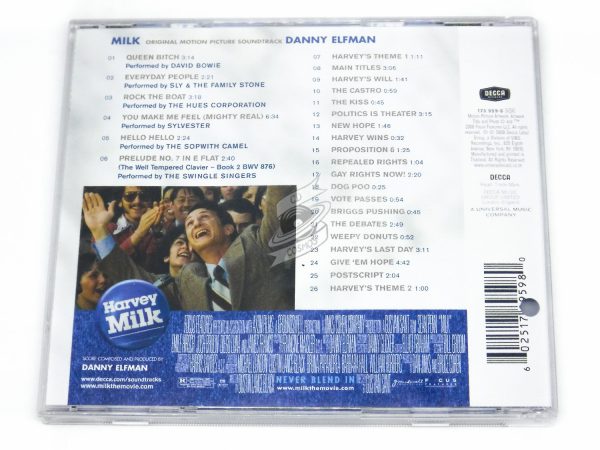 MILK ORIGINAL MOTION PICTURE SOUNDTRACK DANNY ELFMAN
01 QUEEN BITCH 3:14
Performed by DAVID BOWIE
02 EVERYDAY PEOPLE 2:21
Performed by SLY & THE FAMILY STONE
03 ROCK THE BOAT 3:18
Performed by THE HUES CORPORATION
04 YOU MAKE ME FEEL (MIGHTY REAL) 6:34
Performed by SYLVESTER
05 HELLO HELLO 2:24
Performed by THE SOPWITH CAMEL
06 PRELUDE NO. 7 IN E FLAT 2:40
(The Well Tempered Clavier – Book 2 BWV 876)
Performed by THE SWINGLE SINGERS
07 HARVEY'S THEME 1 1:11
08 MAIN TITLES 3:06
09 HARVEY'S WILL 1:41
10 THE CASTRO 0:59
11 THE KISS 0:45
12 POLITICS IS THEATER 3:15
13 NEW HOPE 1:46
14 HARVEY WINS 0:32
15 PROPOSITION 6 1:25
16 REPEALED RIGHTS 1:04
17 GAY RIGHTS NOW! 2:20
18 DOG POO 0:25
19 VOTE PASSES 0:54
20 BRIGGS PUSHING 0:45
21 THE DEBATES 2:49
22 WEEPY DONUTS 0:52
23 HARVEY'S LAST DAY 3:11
24 GIVE 'EM HOPE 4:42
25 POSTSCRIPT 2:04
26 HARVEY'S THEME 2 1:00
DECCA
DECCA
A UNIVERSAL MUSIC
COMPANY
Harvey
Milk
SCORE COMPOSED AND PRODUCED BY
DANNY ELFMAN
www.decca.com/soundtracks
www.milkthemovie.com
NEVER BLEND IN
www.milkthemovie.com
FOCUS
FEATURES
6 02517 95980